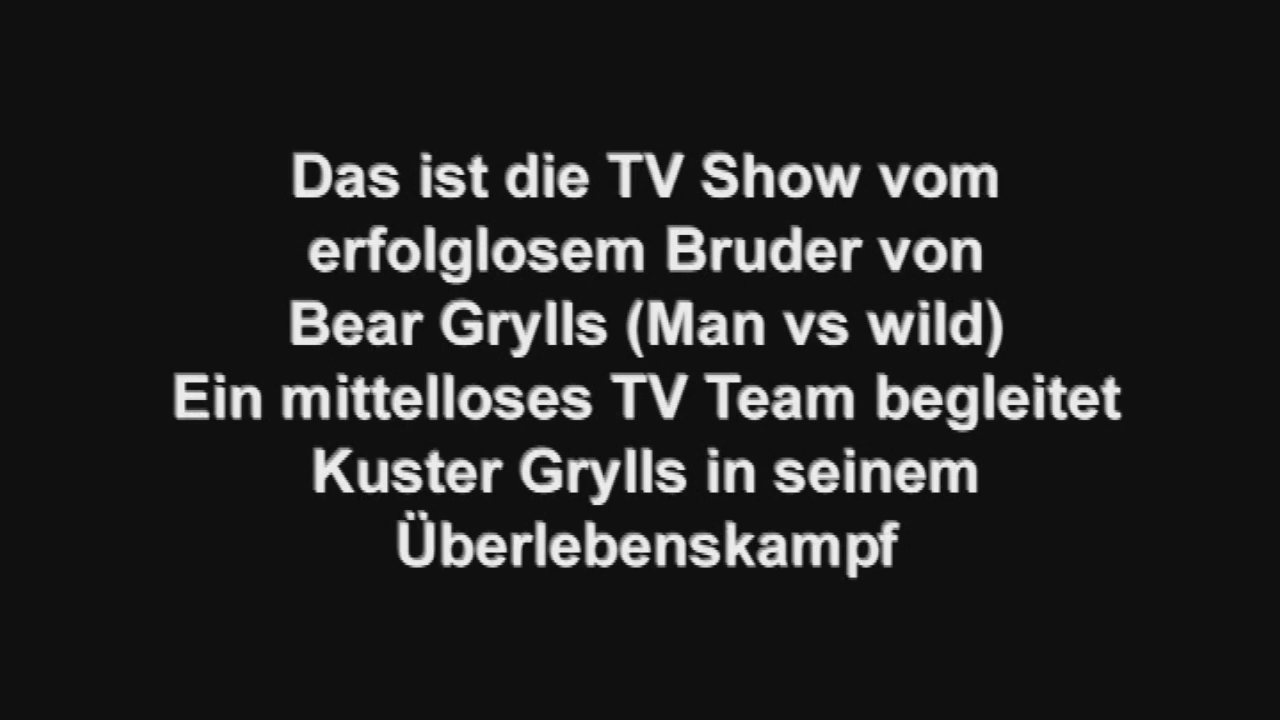 Das ist die TV Show vom
erfolglosem Bruder von
Bear Grylls (Man vs wild)
Ein mittelloses TV Team begleitet
Kuster Grylls in seinem
Überlebenskampf